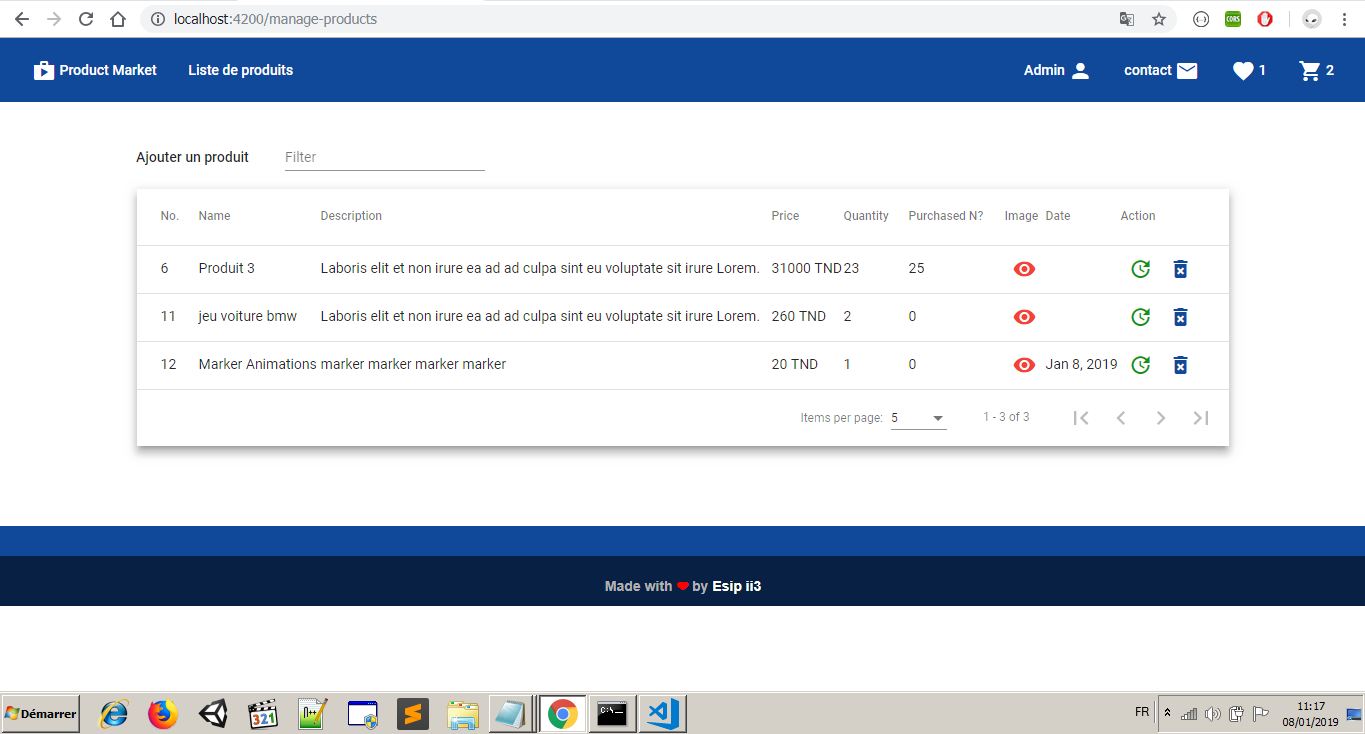 localhost:4200/manage-products
CORS
Product Market Liste de produits Admin contact 1 2
Ajouter un produit Filter
No. Name Description Price Quantity Purchased N? Image Date Action
6 Produit 3 Laboris elit et non irure ea ad ad culpa sint eu voluptate sit irure Lorem. 31000 TND 23 25
11 jeu voiture bmw Laboris elit et non irure ea ad ad culpa sint eu voluptate sit irure Lorem. 260 TND 2 0
12 Marker Animations marker marker marker marker 20 TND 1 0 Jan 8, 2019
Items per page: 5 1 - 3 of 3
Made with by Esip ii3
Démarrer 321 N++ C:\_ FR 11:17
08/01/2019